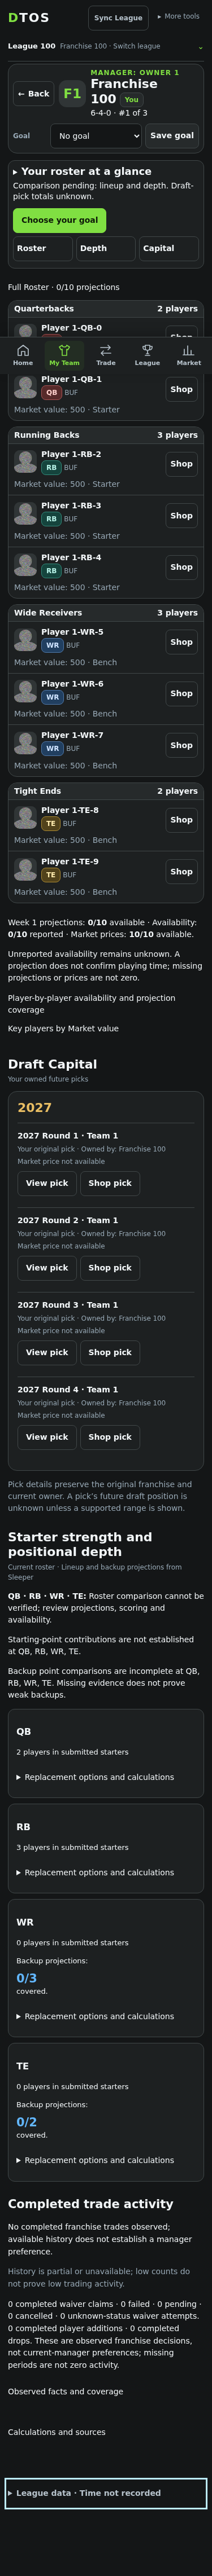 DTOS
Sync League
▸ More tools
League 100 Franchise 100 · Switch league
← Back
F1
MANAGER: OWNER 1
Franchise
100 You
6-4-0 · #1 of 3
Goal
No goal
Save goal
▸ Your roster at a glance
Comparison pending: lineup and depth. Draft-
pick totals unknown.
Choose your goal
Roster
Depth
Capital
Full Roster · 0/10 projections
Quarterbacks 2 players
Player 1-QB-0
Home
My Team
Trade
League
Market
Player 1-QB-1
QB BUF
Shop
Market value: 500 · Starter
Running Backs 3 players
Player 1-RB-2
RB BUF
Shop
Market value: 500 · Starter
Player 1-RB-3
RB BUF
Shop
Market value: 500 · Starter
Player 1-RB-4
RB BUF
Shop
Market value: 500 · Starter
Wide Receivers 3 players
Player 1-WR-5
WR BUF
Shop
Market value: 500 · Bench
Player 1-WR-6
WR BUF
Shop
Market value: 500 · Bench
Player 1-WR-7
WR BUF
Shop
Market value: 500 · Bench
Tight Ends 2 players
Player 1-TE-8
TE BUF
Shop
Market value: 500 · Bench
Player 1-TE-9
TE BUF
Shop
Market value: 500 · Bench
Week 1 projections: 0/10 available · Availability:
0/10 reported · Market prices: 10/10 available.
Unreported availability remains unknown. A
projection does not confirm playing time; missing
projections or prices are not zero.
Player-by-player availability and projection
coverage
Key players by Market value
Draft Capital
Your owned future picks
2027
2027 Round 1 · Team 1
Your original pick · Owned by: Franchise 100
Market price not available
View pick
Shop pick
2027 Round 2 · Team 1
Your original pick · Owned by: Franchise 100
Market price not available
View pick
Shop pick
2027 Round 3 · Team 1
Your original pick · Owned by: Franchise 100
Market price not available
View pick
Shop pick
2027 Round 4 · Team 1
Your original pick · Owned by: Franchise 100
Market price not available
View pick
Shop pick
Pick details preserve the original franchise and
current owner. A pick's future draft position is
unknown unless a supported range is shown.
Starter strength and
positional depth
Current roster · Lineup and backup projections from
Sleeper
QB · RB · WR · TE: Roster comparison cannot be
verified; review projections, scoring and
availability.
Starting-point contributions are not established
at QB, RB, WR, TE.
Backup point comparisons are incomplete at QB,
RB, WR, TE. Missing evidence does not prove
weak backups.
QB
2 players in submitted starters
▸ Replacement options and calculations
RB
3 players in submitted starters
▸ Replacement options and calculations
WR
0 players in submitted starters
Backup projections:
0/3
covered.
▸ Replacement options and calculations
TE
0 players in submitted starters
Backup projections:
0/2
covered.
▸ Replacement options and calculations
Completed trade activity
No completed franchise trades observed;
available history does not establish a manager
preference.
History is partial or unavailable; low counts do
not prove low trading activity.
0 completed waiver claims · 0 failed · 0 pending ·
0 cancelled · 0 unknown-status waiver attempts.
0 completed player additions · 0 completed
drops. These are observed franchise decisions,
not current-manager preferences; missing
periods are not zero activity.
Observed facts and coverage
Calculations and sources
▸ League data · Time not recorded